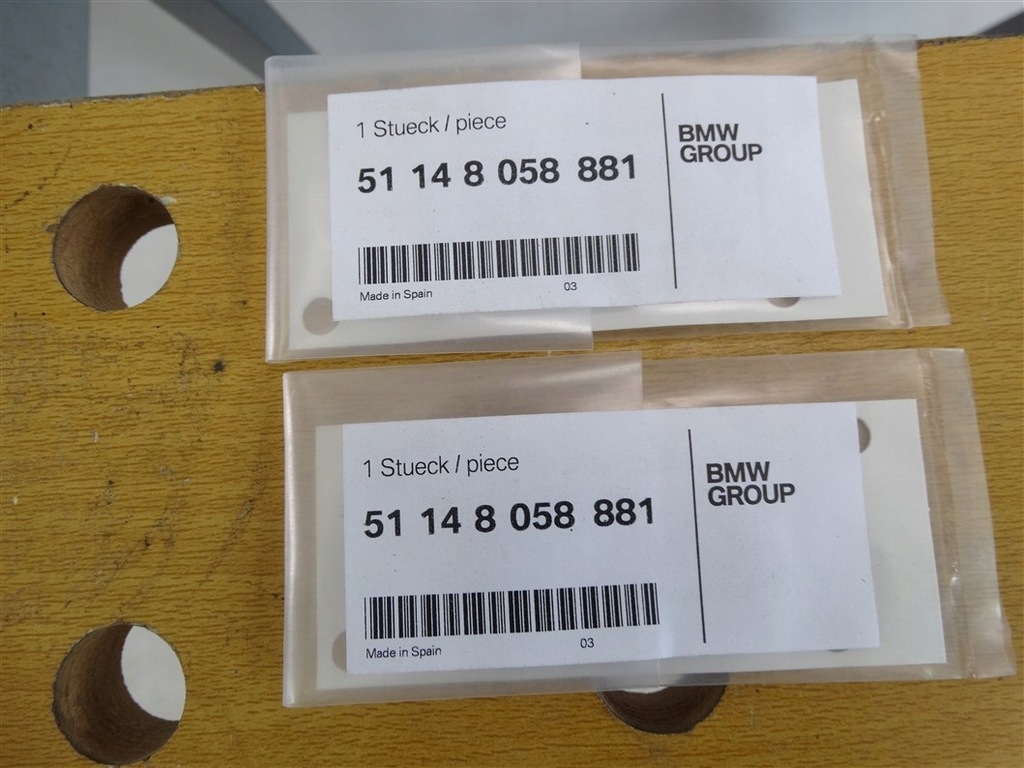 1 Stueck / piece
51 14 8 058 881
Made in Spain
03
BMW
GROUP
1 Stueck / piece
51 14 8 058 881
Made in Spain
03
BMW
GROUP